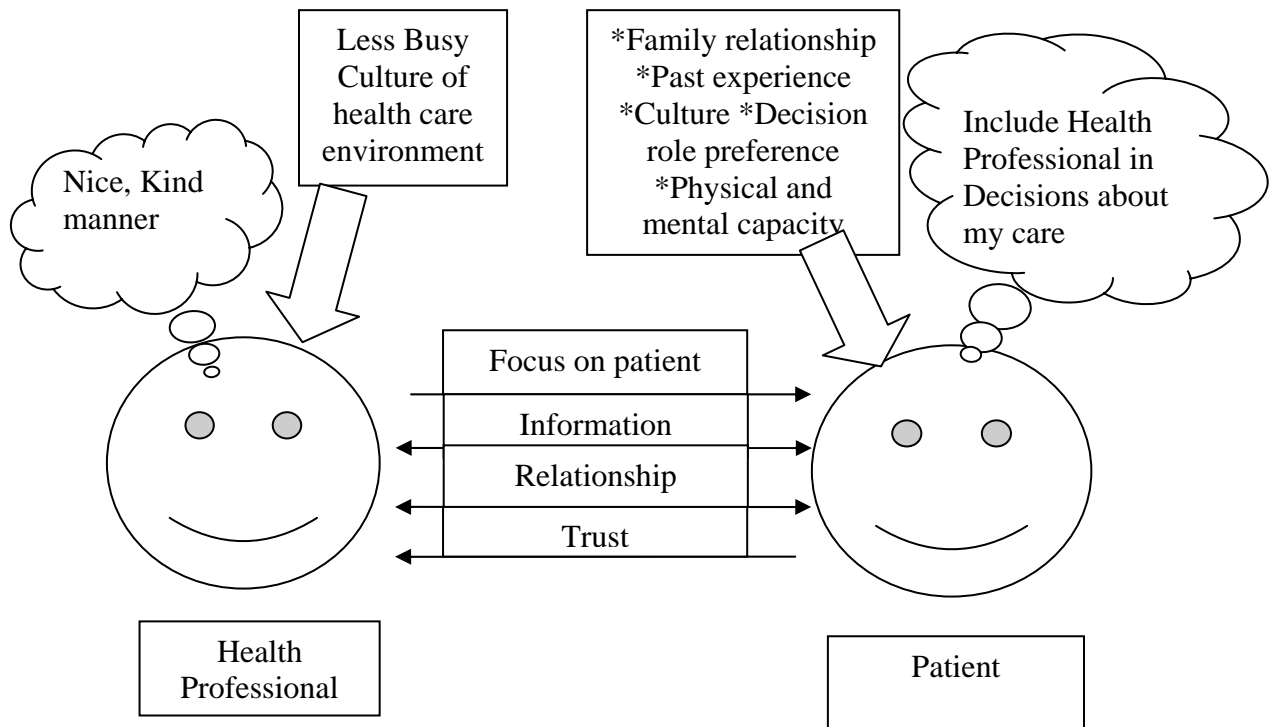 Less Busy
Culture of
health care
environment
*Family relationship
*Past experience
*Culture *Decision
role preference
*Physical and
mental capacity
Nice, Kind
manner
Include Health
Professional in
Decisions about
my care
Focus on patient
Information
Relationship
Trust
Health
Professional
Patient